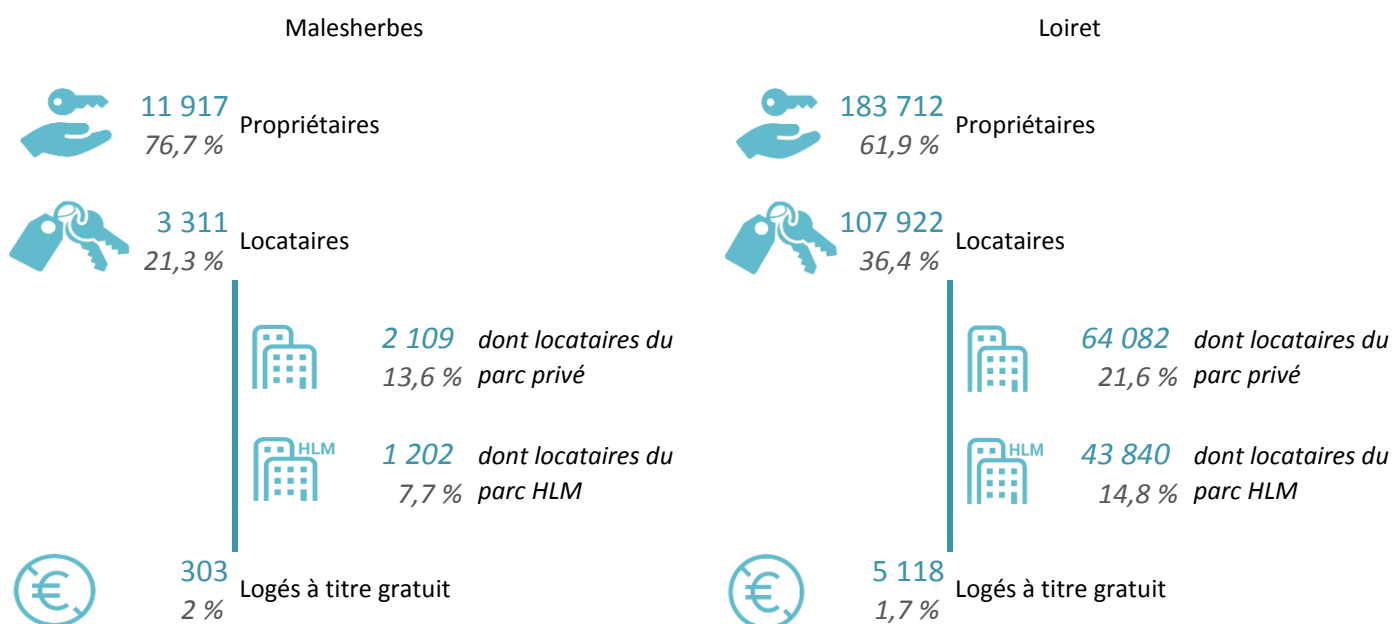 Malesherbes
11 917
76,7 %
Propriétaires
3 311
21,3 %
Locataires
2 109
13,6 %
dont locataires du
parc privé
HLM
1 202
7,7 %
dont locataires du
parc HLM
303
2 %
Logés à titre gratuit
Loiret
183 712
61,9 %
Propriétaires
107 922
36,4 %
Locataires
64 082
21,6 %
dont locataires du
parc privé
HLM
43 840
14,8 %
dont locataires du
parc HLM
5 118
1,7 %
Logés à titre gratuit